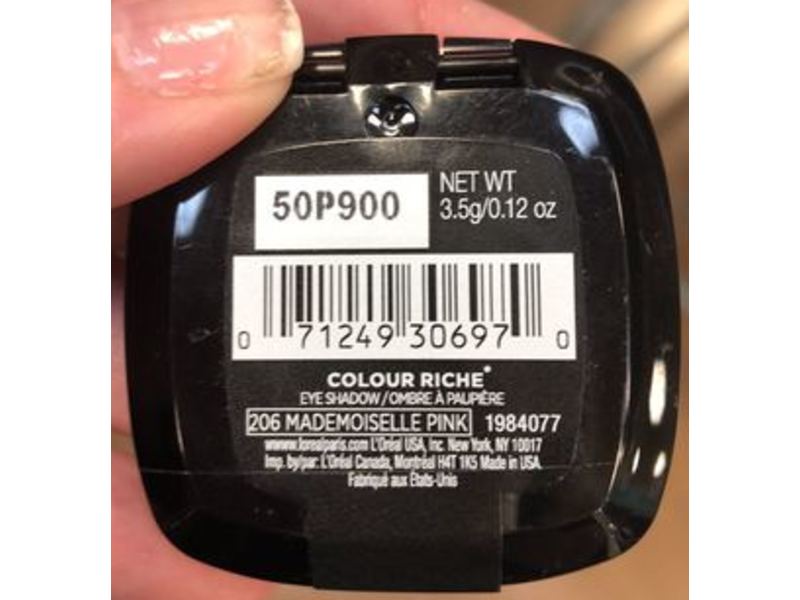 50P900
NET WT
3.5g/0.12 oz
0 71249 30697 0
COLOUR RICHE®
EYE SHADOW/OMBRE À PAUPIÈRE
206 MADEMOISELLE PINK 1984077
www.lorealparis.com L'Oréal USA, Inc. New York, NY 10017
Imp. by/par: L'Oréal Canada, Montréal H4T 1K5 Made in USA.
Fabriqué aux États-Unis